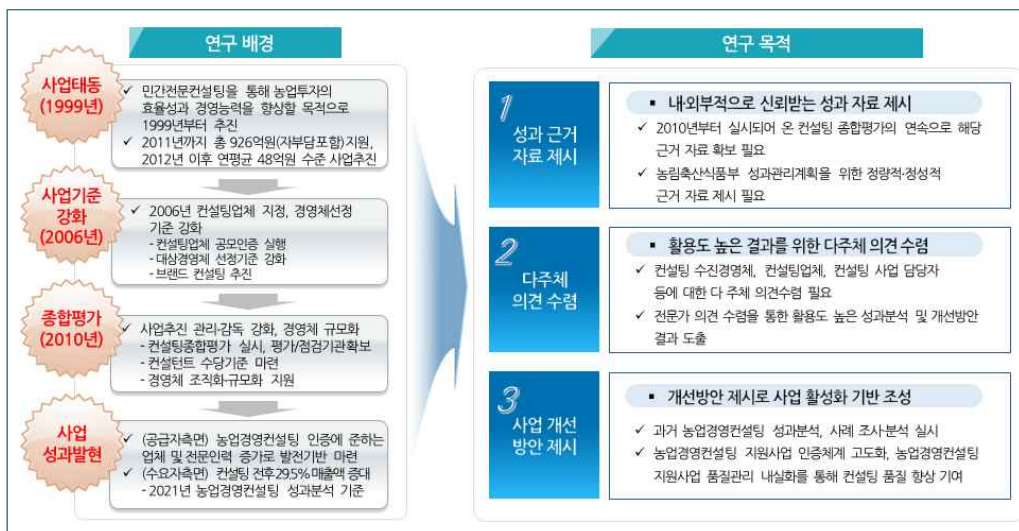 연구 배경
사업태동
(1999년)
✓ 민간전문컨설팅을 통해 농업투자의
효율성과 경영능력을 향상할 목적으로
1999년부터 추진
✓ 2011년까지 총 926억원(자부담포함)지원,
2012년 이후 연평균 48억원 수준 사업추진
사업기준
강화
(2006년)
✓ 2006년 컨설팅업체 지정, 경영체선정
기준 강화
- 컨설팅업체 공모인증 실행
- 대상경영체 선정기준 강화
- 브랜드 컨설팅 추진
종합평가
(2010년)
✓ 사업추진 관리·감독 강화, 경영체 규모화
- 컨설팅종합평가 실시, 평가/점검기관확보
- 컨설턴트 수당기준 마련
- 경영체 조직화·규모화 지원
사업
성과발현
✓ (공급자측면) 농업경영컨설팅 인증에 준하는
업체 및 전문인력 증가로 발전기반 마련
✓ (수요자측면) 컨설팅 전후 29.5% 매출액 증대
- 2021년 농업경영컨설팅 성과분석 기준
연구 목적
1
성과 근거
자료 제시
▪ 내·외부적으로 신뢰받는 성과 자료 제시
✓ 2010년부터 실시되어 온 컨설팅 종합평가의 연속으로 해당
근거 자료 확보 필요
✓ 농림축산식품부 성과관리계획을 위한 정량적·정성적
근거 자료 제시 필요
2
다주체
의견 수렴
▪ 활용도 높은 결과를 위한 다주체 의견 수렴
✓ 컨설팅 수진경영체, 컨설팅업체, 컨설팅 사업 담당자
등에 대한 다 주체 의견수렴 필요
✓ 전문가 의견 수렴을 통한 활용도 높은 성과분석 및 개선방안
결과 도출
3
사업 개선
방안 제시
▪ 개선방안 제시로 사업 활성화 기반 조성
✓ 과거 농업경영컨설팅 성과분석, 사례 조사·분석 실시
✓ 농업경영컨설팅 지원사업 인증체계 고도화, 농업경영컨설팅
지원사업 품질관리 내실화를 통해 컨설팅 품질 향상 기여